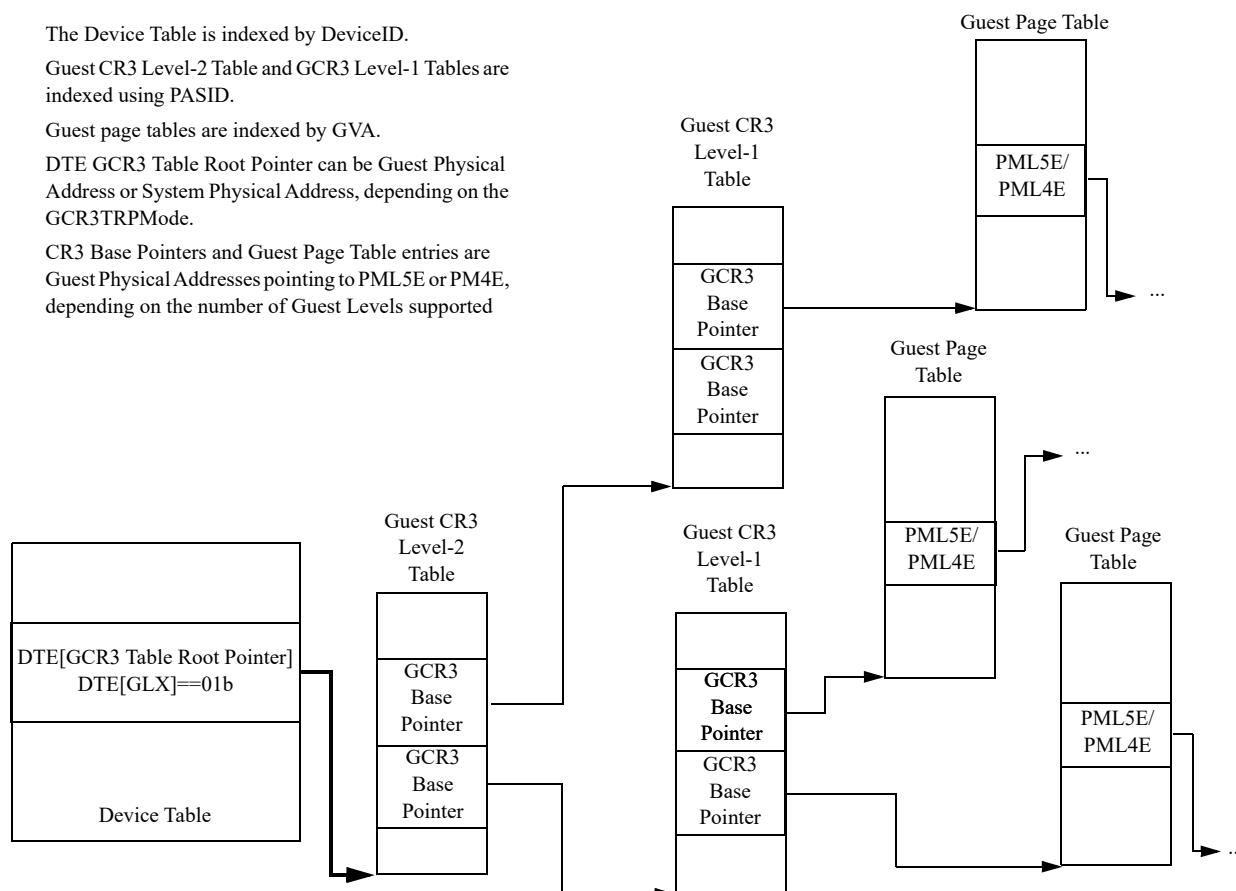 The Device Table is indexed by DeviceID.
Guest CR3 Level-2 Table and GCR3 Level-1 Tables are
indexed using PASID.
Guest page tables are indexed by GVA.
DTE GCR3 Table Root Pointer can be Guest Physical
Address or System Physical Address, depending on the
GCR3TRPMode.
CR3 Base Pointers and Guest Page Table entries are
Guest Physical Addresses pointing to PML5E or PM4E,
depending on the number of Guest Levels supported
Guest Page Table
PML5E/
PML4E
...
Guest CR3
Level-1
Table
GCR3
Base
Pointer
GCR3
Base
Pointer
Guest Page
Table
PML5E/
PML4E
...
Guest CR3
Level-2
Table
GCR3
Base
Pointer
GCR3
Base
Pointer
Guest CR3
Level-1
Table
GCR3
Base
Pointer
GCR3
Base
Pointer
Guest Page
Table
PML5E/
PML4E
...
DTE[GCR3 Table Root Pointer]
DTE[GLX]==01b
Device Table